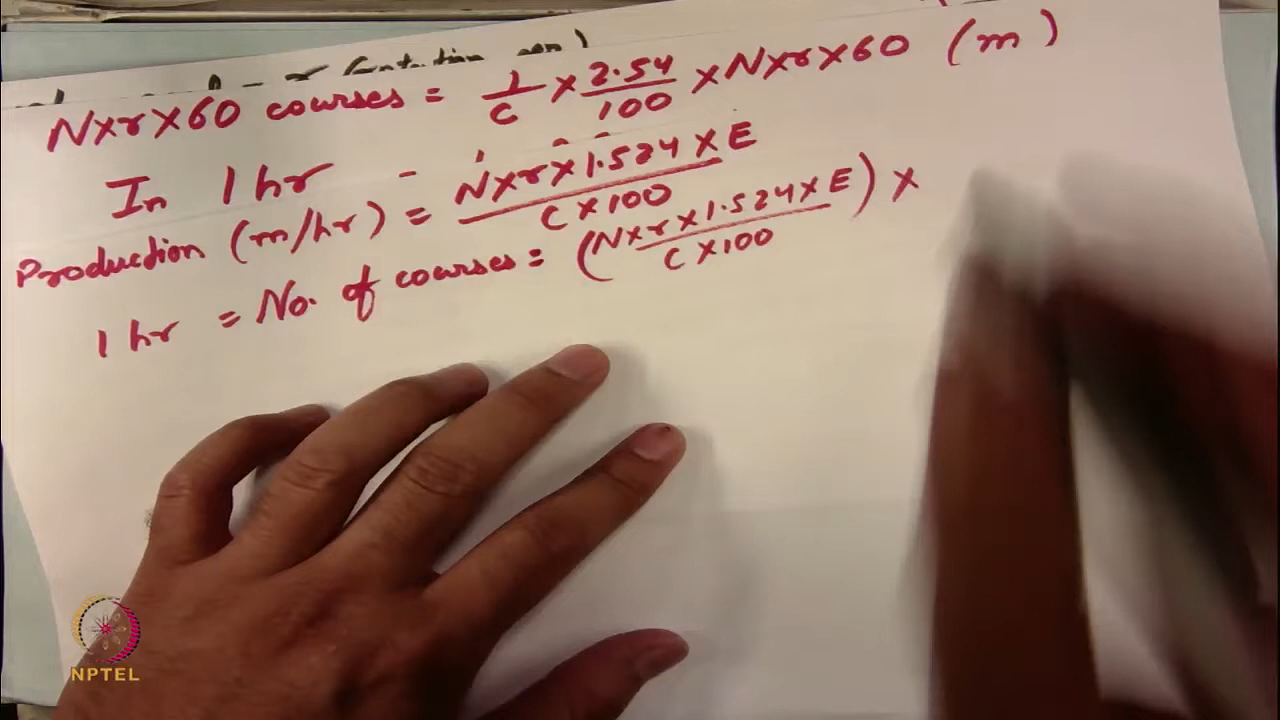 N×r×60 courses = 1/C × 2.54/100 × N×r×60 (m)
In 1 hr
Production (m/hr) = N×r×1.524×E / C×100
1 hr = No. of courses = (N×r×1.524×E / C×100) ×
NPTEL